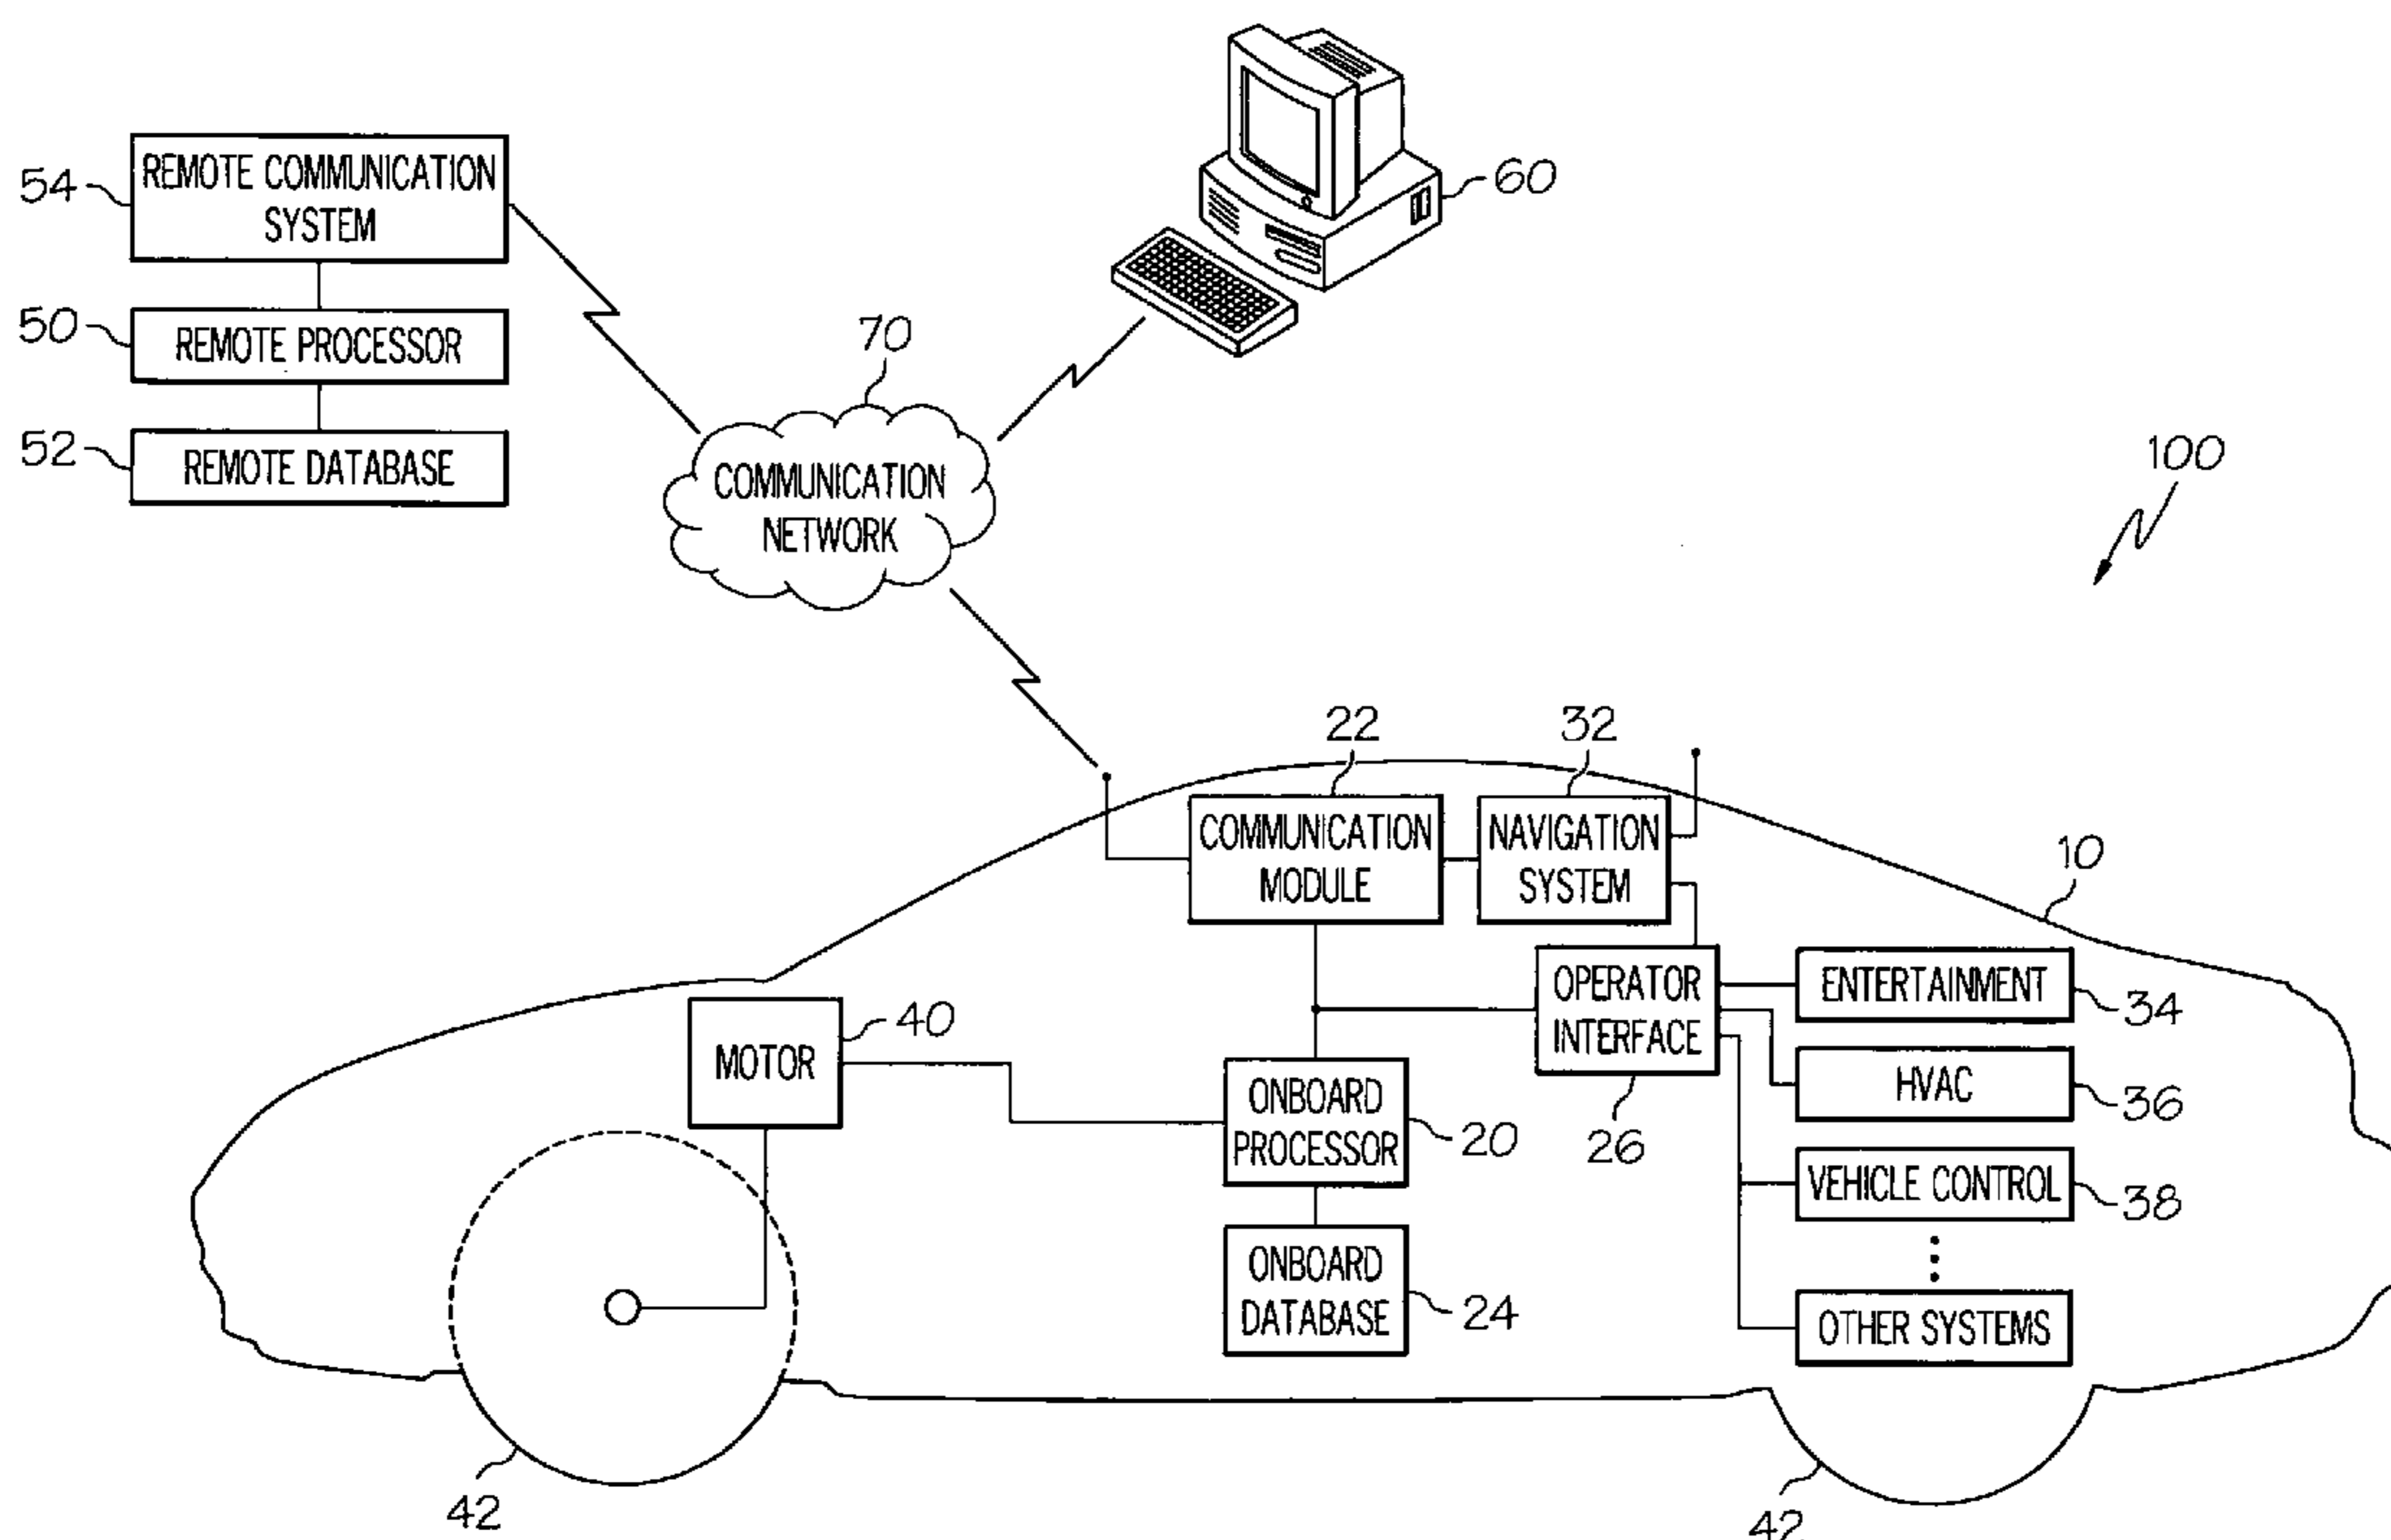 54
REMOTE COMMUNICATION
SYSTEM
60
50
REMOTE PROCESSOR
70
52
REMOTE DATABASE
COMMUNICATION
NETWORK
100
22
32
COMMUNICATION
MODULE
NAVIGATION
SYSTEM
10
OPERATOR
INTERFACE
ENTERTAINMENT
34
MOTOR
40
HVAC
36
ONBOARD
PROCESSOR
20
26
VEHICLE CONTROL
38
ONBOARD
DATABASE
24
OTHER SYSTEMS
42
42